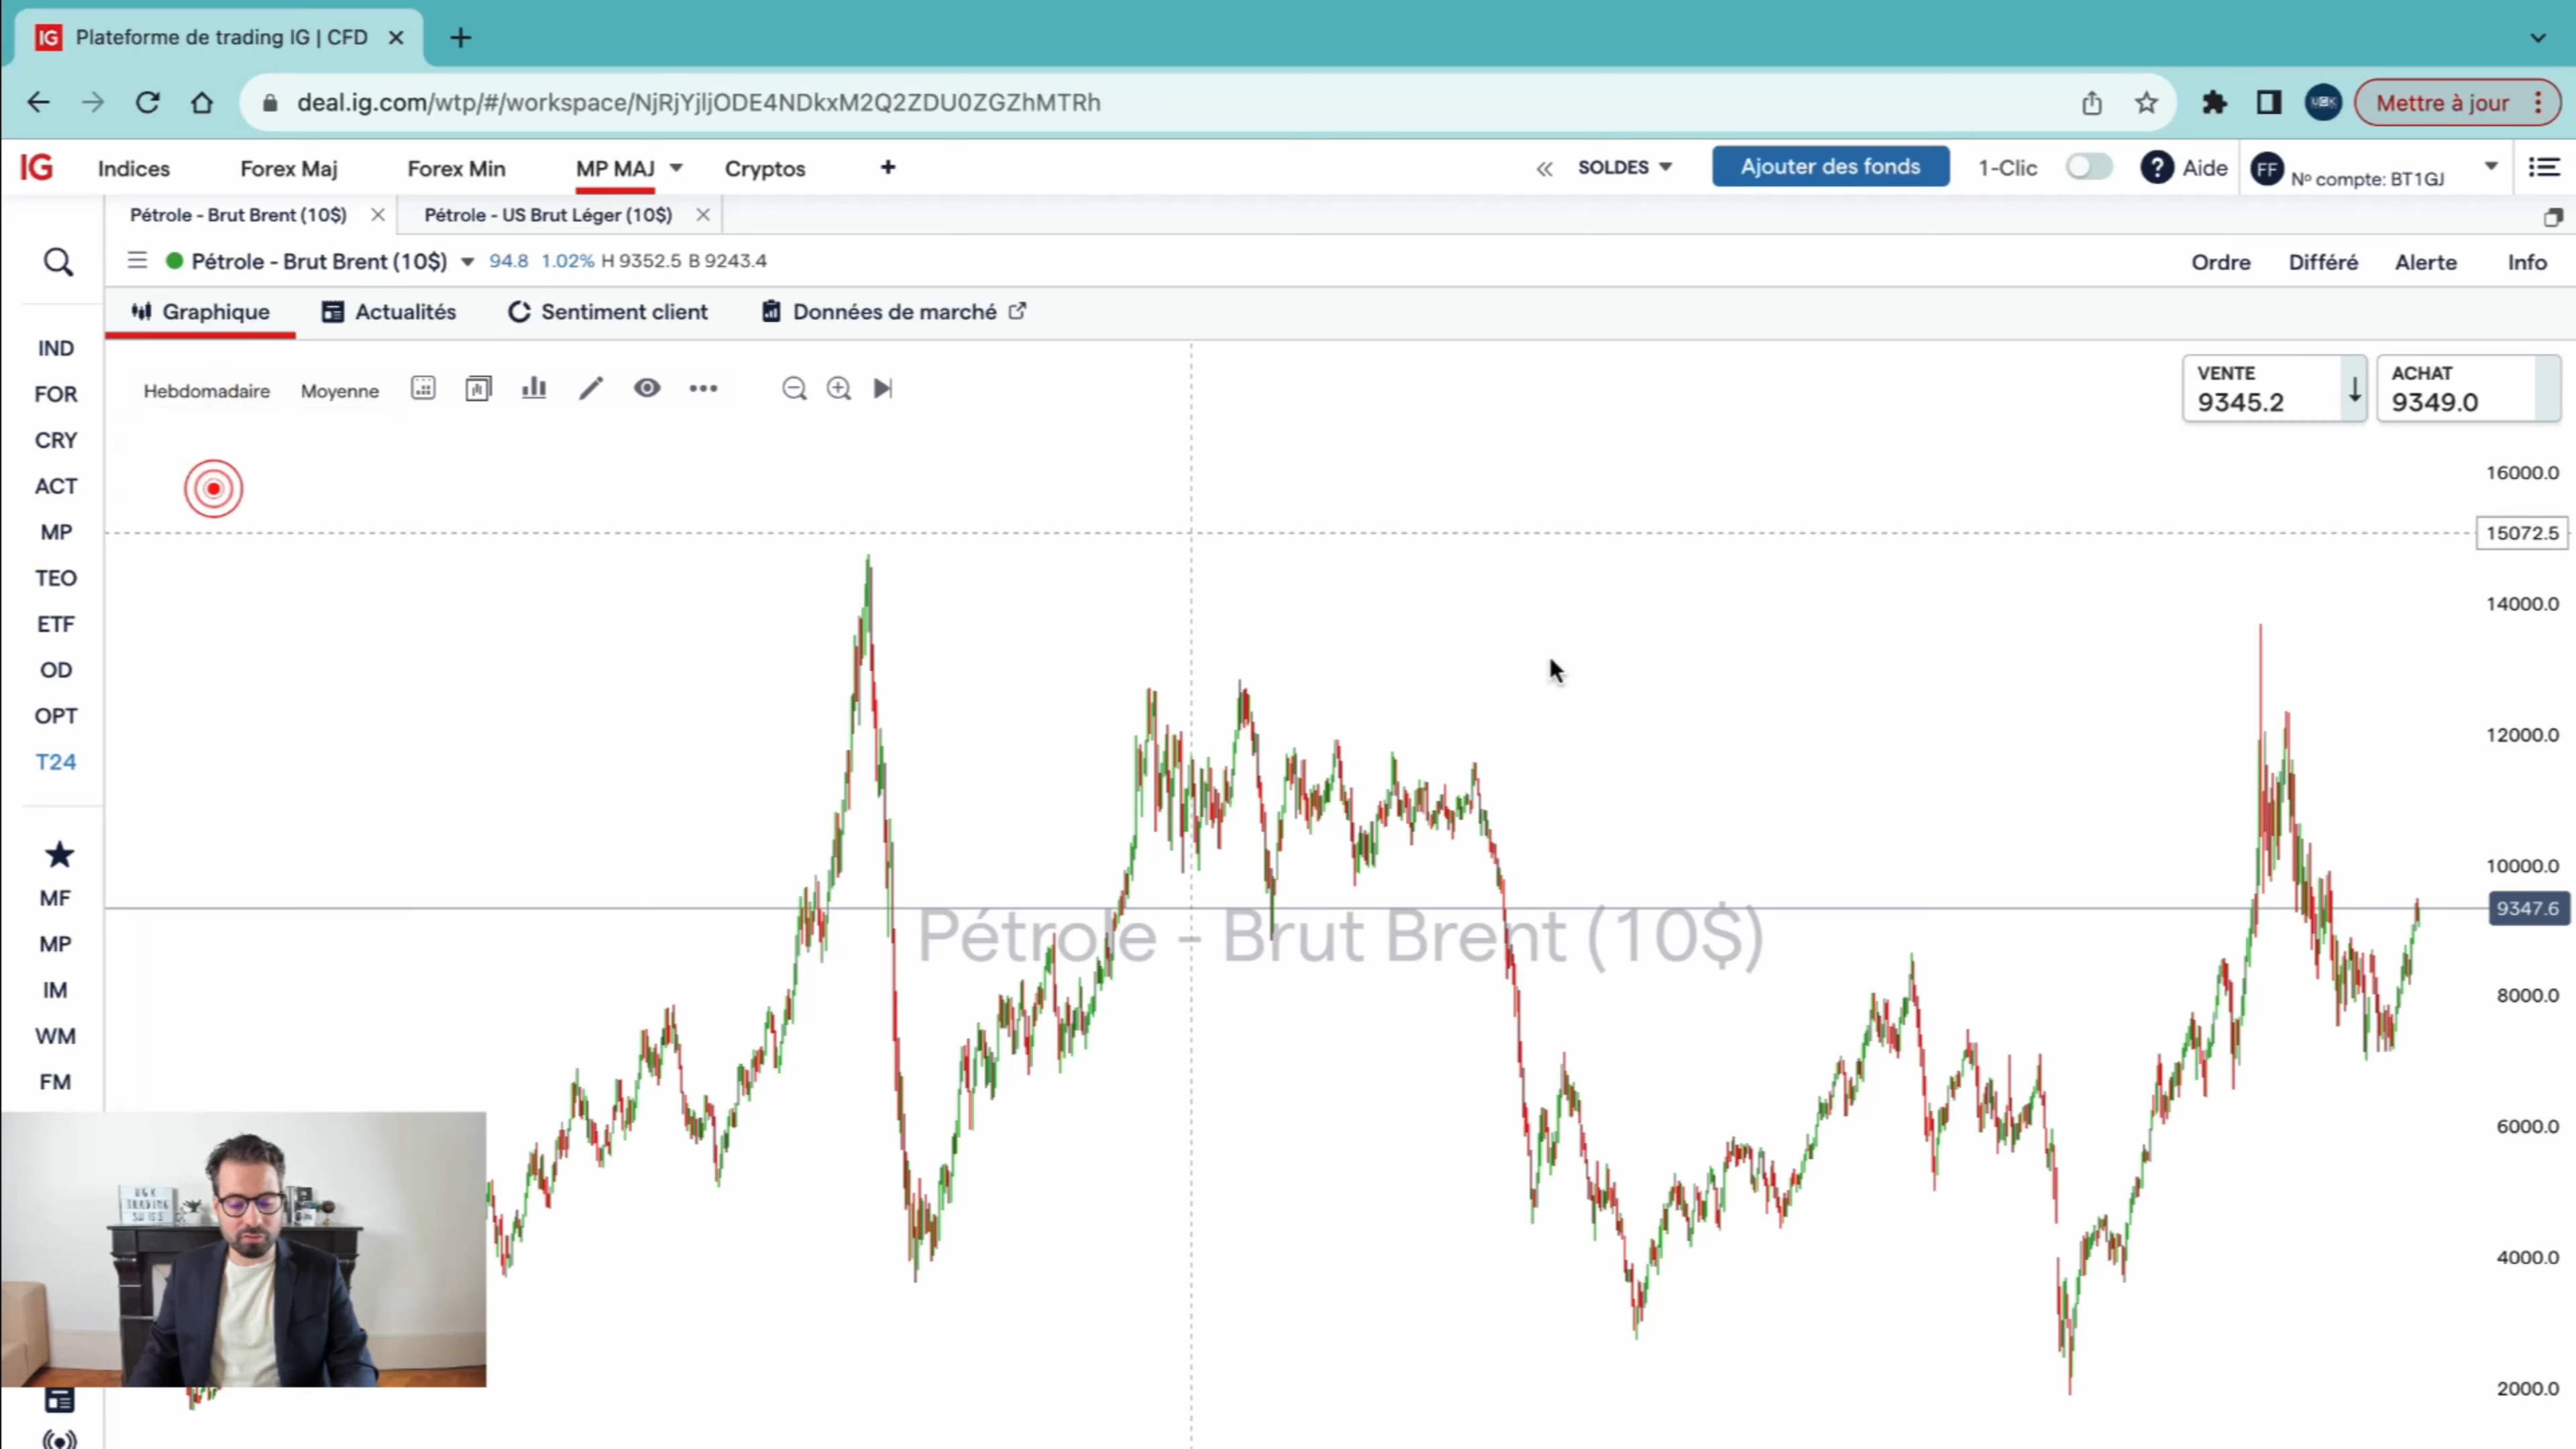 IG Plateforme de trading IG | CFD
deal.ig.com/wtp/#/workspace/NjRjYjljODE4NDkxM2Q2ZDU0ZGZhMTRh
Mettre à jour
IG Indices Forex Maj Forex Min MP MAJ Cryptos + SOLDES Ajouter des fonds 1-Clic ? Aide FF Nº compte: BT1GJ
Pétrole - Brut Brent (10$) Pétrole - US Brut Léger (10$)
Pétrole - Brut Brent (10$) 94.8 1.02% H 9352.5 B 9243.4 Ordre Différé Alerte Info
Graphique Actualités Sentiment client Données de marché
Hebdomadaire Moyenne
VENTE
9345.2
ACHAT
9349.0
IND
FOR
CRY
ACT
MP
TEO
ETF
OD
OPT
T24
MF
MP
IM
WM
FM
Pétrole - Brut Brent (10$)
16000.0
15072.5
14000.0
12000.0
10000.0
9347.6
8000.0
6000.0
4000.0
2000.0
UGK
TRADING